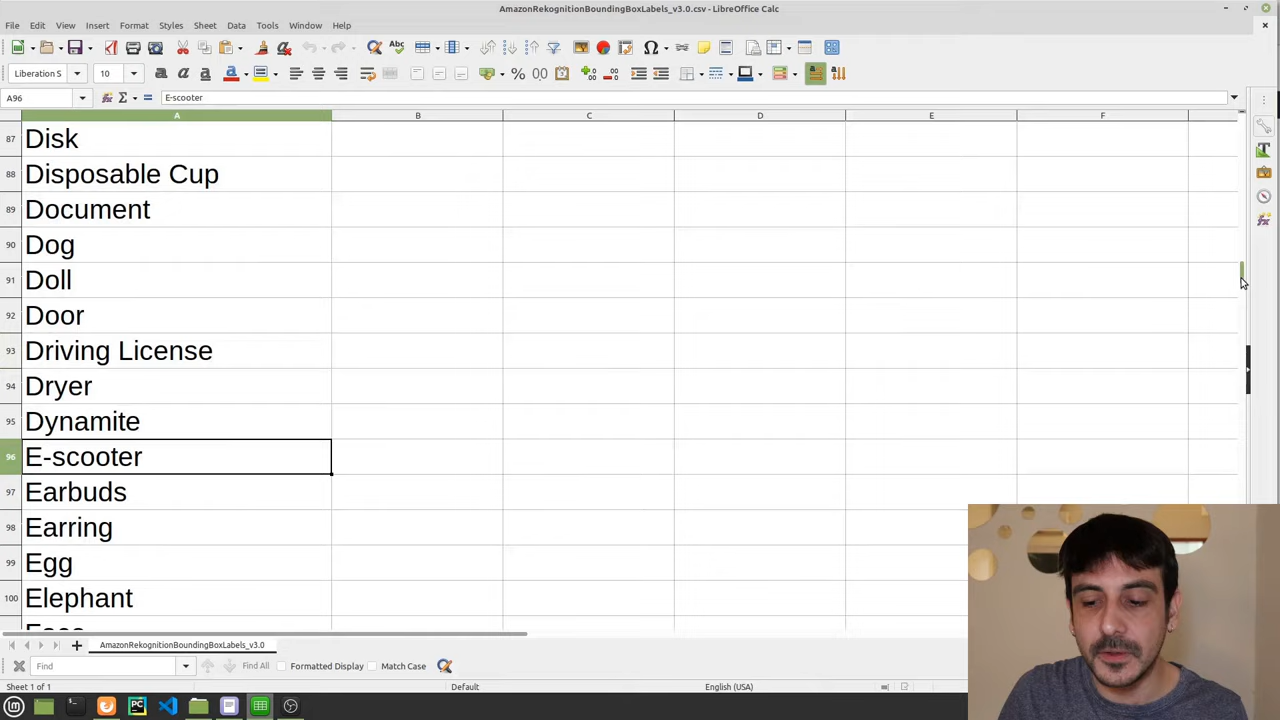 AmazonRekognitionBoundingBoxLabels_v3.0.csv - LibreOffice Calc
File Edit View Insert Format Styles Sheet Data Tools Window Help
Liberation S 10
A96 E-scooter
A B C D E F
87 Disk
88 Disposable Cup
89 Document
90 Dog
91 Doll
92 Door
93 Driving License
94 Dryer
95 Dynamite
96 E-scooter
97 Earbuds
98 Earring
99 Egg
100 Elephant
AmazonRekognitionBoundingBoxLabels_v3.0
Find Find All Formatted Display Match Case
Sheet 1 of 1 Default English (USA)